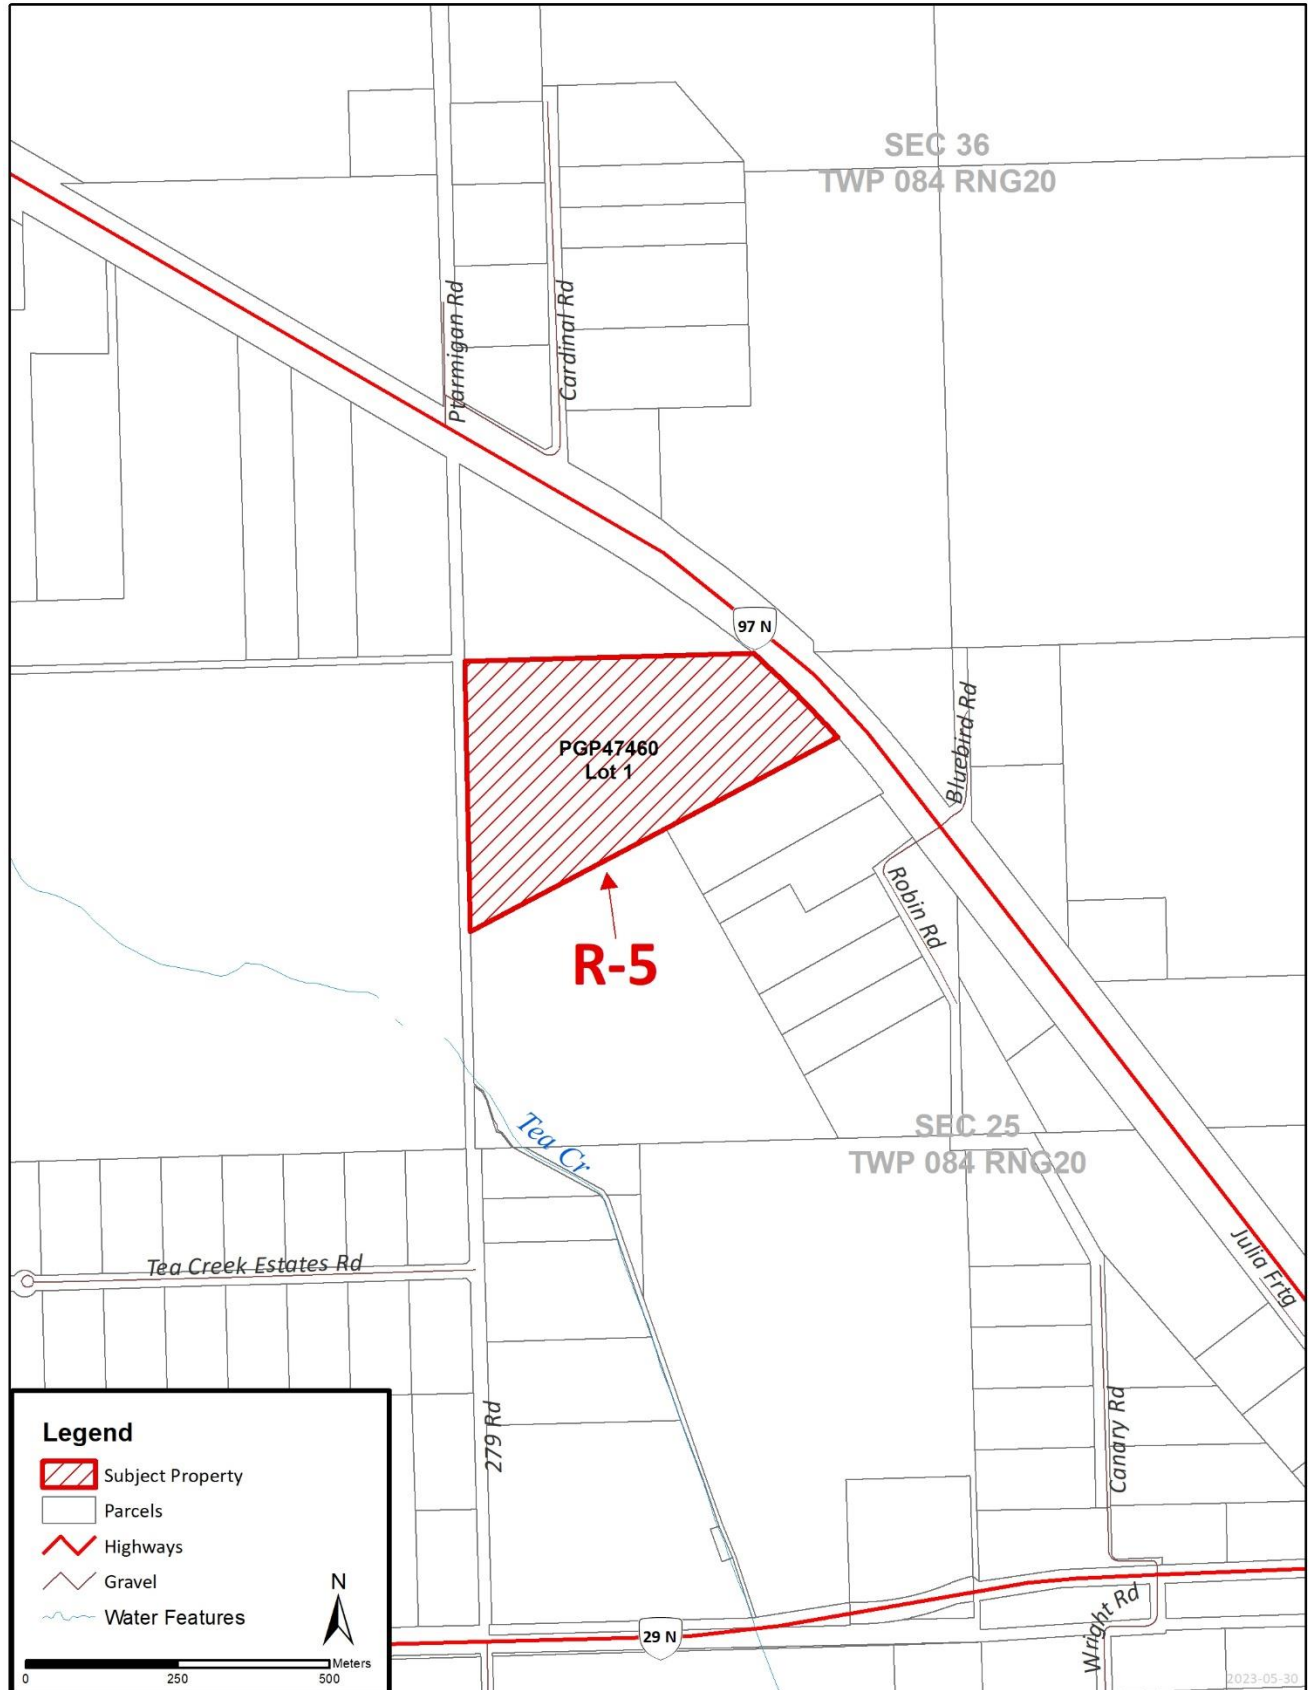 SEC 36
TWP 084 RNG20
Ptarmigan Rd
Cardinal Rd
97 N
Bluebird Rd
PGP47460
Lot 1
Robin Rd
R-5
Tea Cr
SEC 25
TWP 084 RNG20
Tea Creek Estates Rd
Julia Frtg
279 Rd
Canary Rd
Wright Rd
29 N
Legend
Subject Property
Parcels
Highways
Gravel
Water Features
N
Meters
0 250 500
2023-05-30